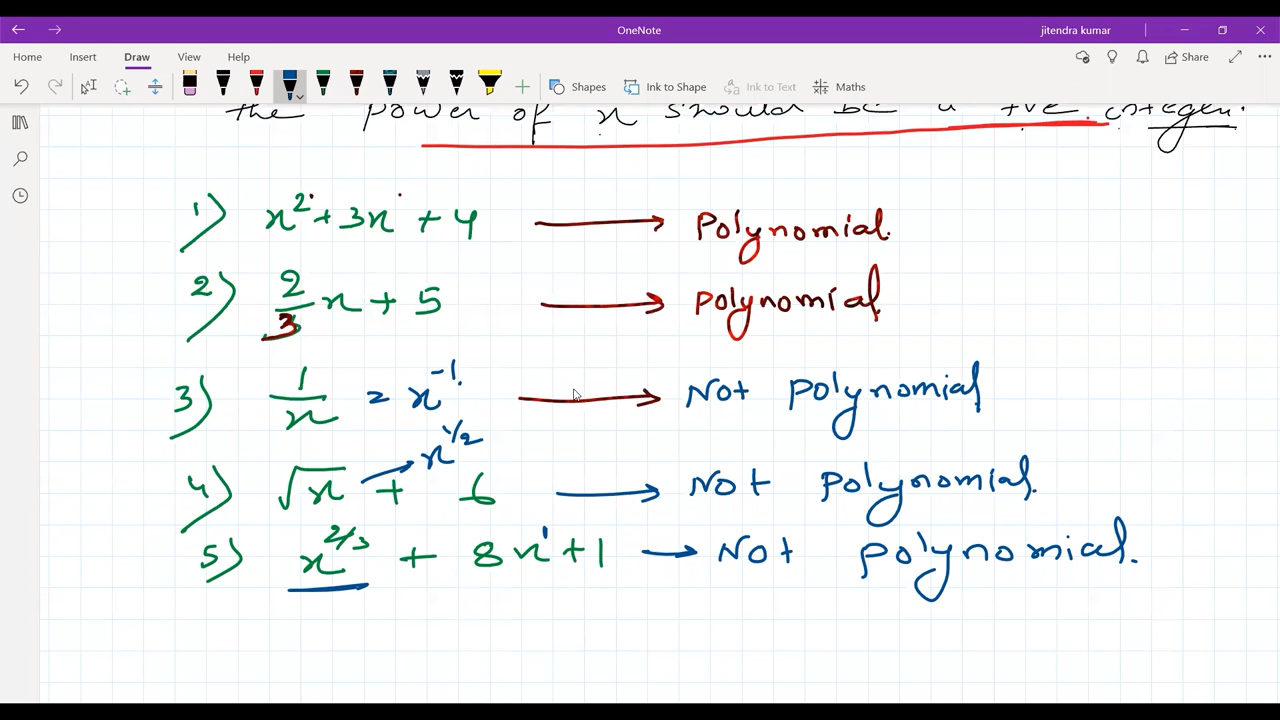 OneNote
jitendra kumar
Home Insert Draw View Help
Share
Shapes Ink to Shape Ink to Text Maths
the power of x should be a +ve integer.
1) x² + 3x + 4 → Polynomial.
2) 2/3 x + 5 → Polynomial
3) 1/x = x⁻¹ → Not Polynomial
x^1/2
4) √x + 6 → Not Polynomial.
5) x^2/3 + 8x¹ + 1 → Not Polynomial.